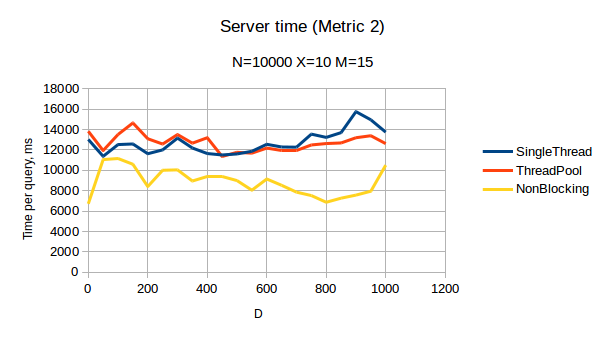 Server time (Metric 2)
N=10000 X=10 M=15
Time per query, ms
18000
16000
14000
12000
10000
8000
6000
4000
2000
0
0 200 400 600 800 1000 1200
D
SingleThread
ThreadPool
NonBlocking